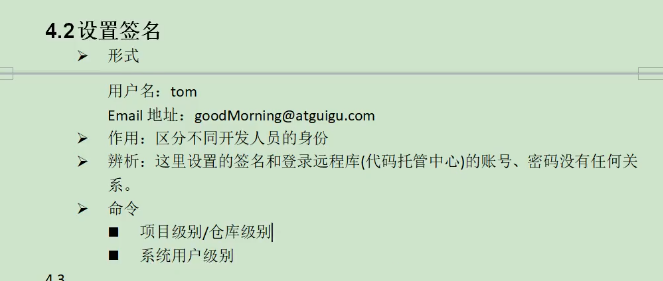 4.2 设置签名
➢ 形式
用户名：tom
Email 地址：goodMorning@atguigu.com
➢ 作用：区分不同开发人员的身份
➢ 辨析：这里设置的签名和登录远程库(代码托管中心)的账号、密码没有任何关
系。
➢ 命令
■ 项目级别/仓库级别
■ 系统用户级别
4.3